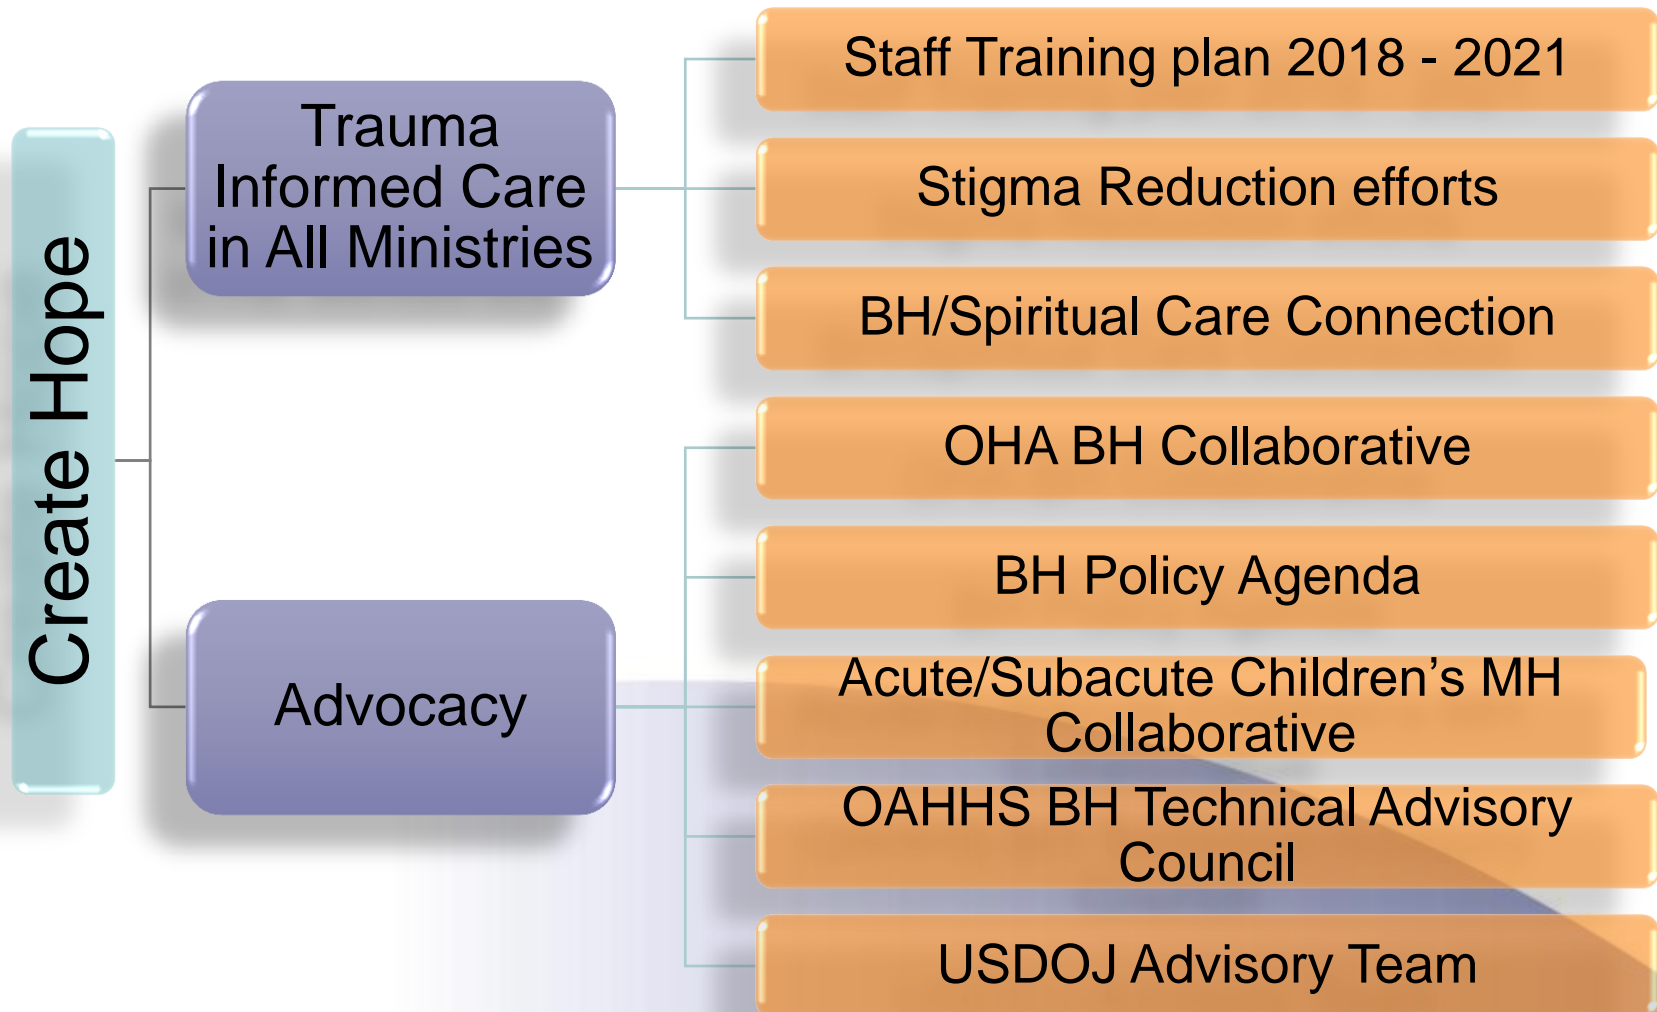 Create Hope
Trauma
Informed Care
in All Ministries
Staff Training plan 2018 - 2021
Stigma Reduction efforts
BH/Spiritual Care Connection
Advocacy
OHA BH Collaborative
BH Policy Agenda
Acute/Subacute Children’s MH
Collaborative
OAHHS BH Technical Advisory
Council
USDOJ Advisory Team